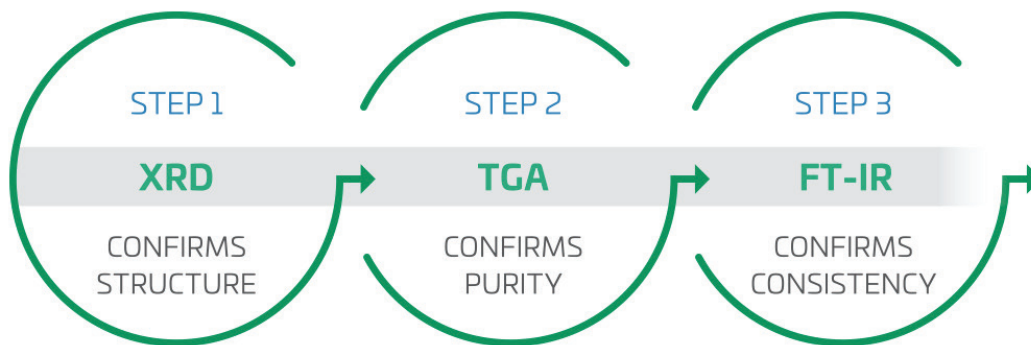 STEP 1
XRD
CONFIRMS
STRUCTURE
STEP 2
TGA
CONFIRMS
PURITY
STEP 3
FT-IR
CONFIRMS
CONSISTENCY